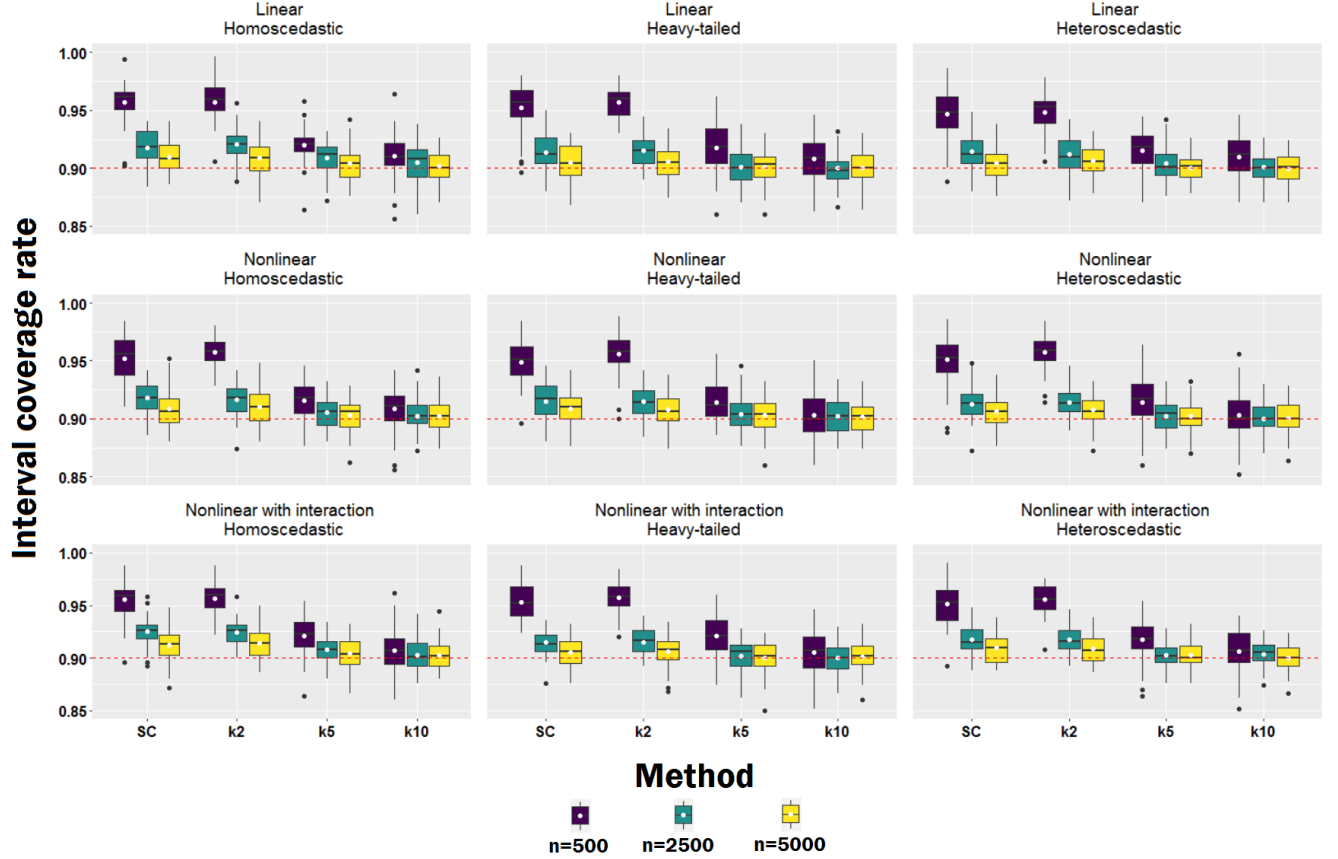 Linear
Homoscedastic
Linear
Heavy-tailed
Linear
Heteroscedastic
1.00
0.95
0.90
0.85
Nonlinear
Homoscedastic
Nonlinear
Heavy-tailed
Nonlinear
Heteroscedastic
1.00
0.95
0.90
0.85
Interval coverage rate
Nonlinear with interaction
Homoscedastic
Nonlinear with interaction
Heavy-tailed
Nonlinear with interaction
Heteroscedastic
1.00
0.95
0.90
0.85
SC k2 k5 k10
SC k2 k5 k10
SC k2 k5 k10
Method
n=500 n=2500 n=5000